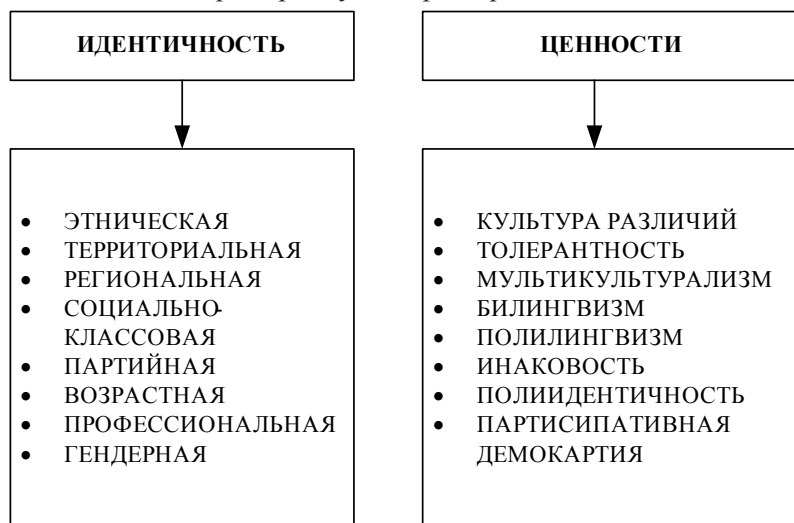 ИДЕНТИЧНОСТЬ
• ЭТНИЧЕСКАЯ
• ТЕРРИТОРИАЛЬНАЯ
• РЕГИОНАЛЬНАЯ
• СОЦИАЛЬНО-
КЛАССОВАЯ
• ПАРТИЙНАЯ
• ВОЗРАСТНАЯ
• ПРОФЕССИОНАЛЬНАЯ
• ГЕНДЕРНАЯ
ЦЕННОСТИ
• КУЛЬТУРА РАЗЛИЧИЙ
• ТОЛЕРАНТНОСТЬ
• МУЛЬТИКУЛЬТУРАЛИЗМ
• БИЛИНГВИЗМ
• ПОЛИЛИНГВИЗМ
• ИНАКОВОСТЬ
• ПОЛИИДЕНТИЧНОСТЬ
• ПАРТИСИПАТИВНАЯ
ДЕМОКАРТИЯ